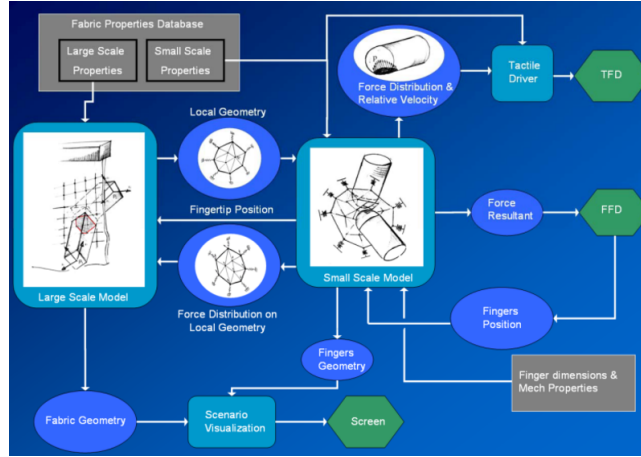 Fabric Properties Database
Large Scale
Properties
Small Scale
Properties
Force Distribution &
Relative Velocity
Tactile
Driver
TFD
Local Geometry
Fingertip Position
Force Distribution on
Local Geometry
Large Scale Model
Small Scale Model
Force
Resultant
FFD
Fingers
Position
Fingers
Geometry
Finger dimensions &
Mech Properties
Fabric Geometry
Scenario
Visualization
Screen